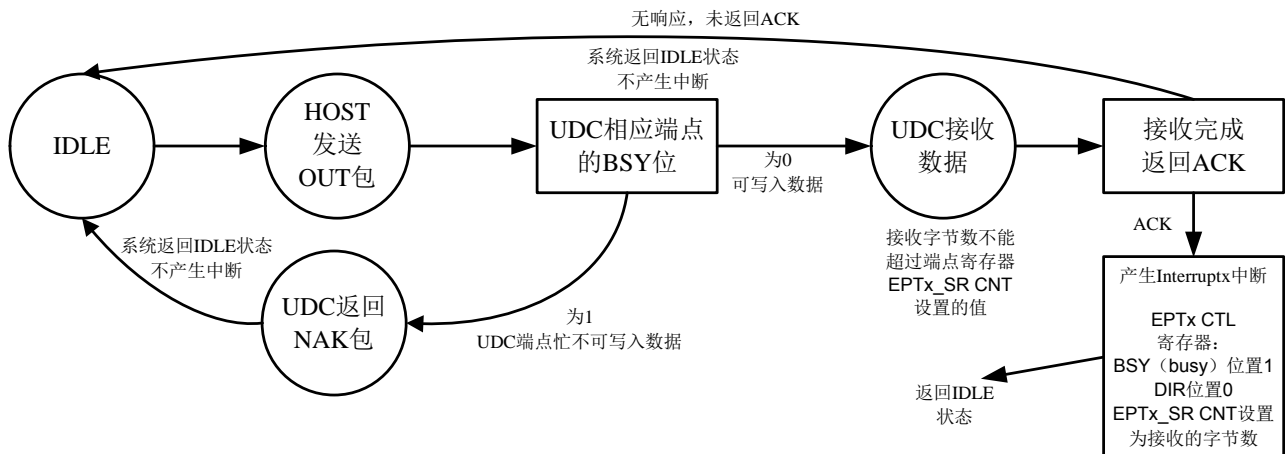 无响应，未返回ACK
系统返回IDLE状态
不产生中断
IDLE
HOST
发送
OUT包
UDC相应端点
的BSY位
为0
可写入数据
UDC接收
数据
接收完成
返回ACK
ACK
接收字节数不能
超过端点寄存器
EPTx_SR CNT
设置的值
系统返回IDLE状态
不产生中断
UDC返回
NAK包
为1
UDC端点忙不可写入数据
产生Interruptx中断
EPTx CTL
寄存器：
BSY（busy）位置1
DIR位置0
EPTx_SR CNT设置
为接收的字节数
返回IDLE
状态